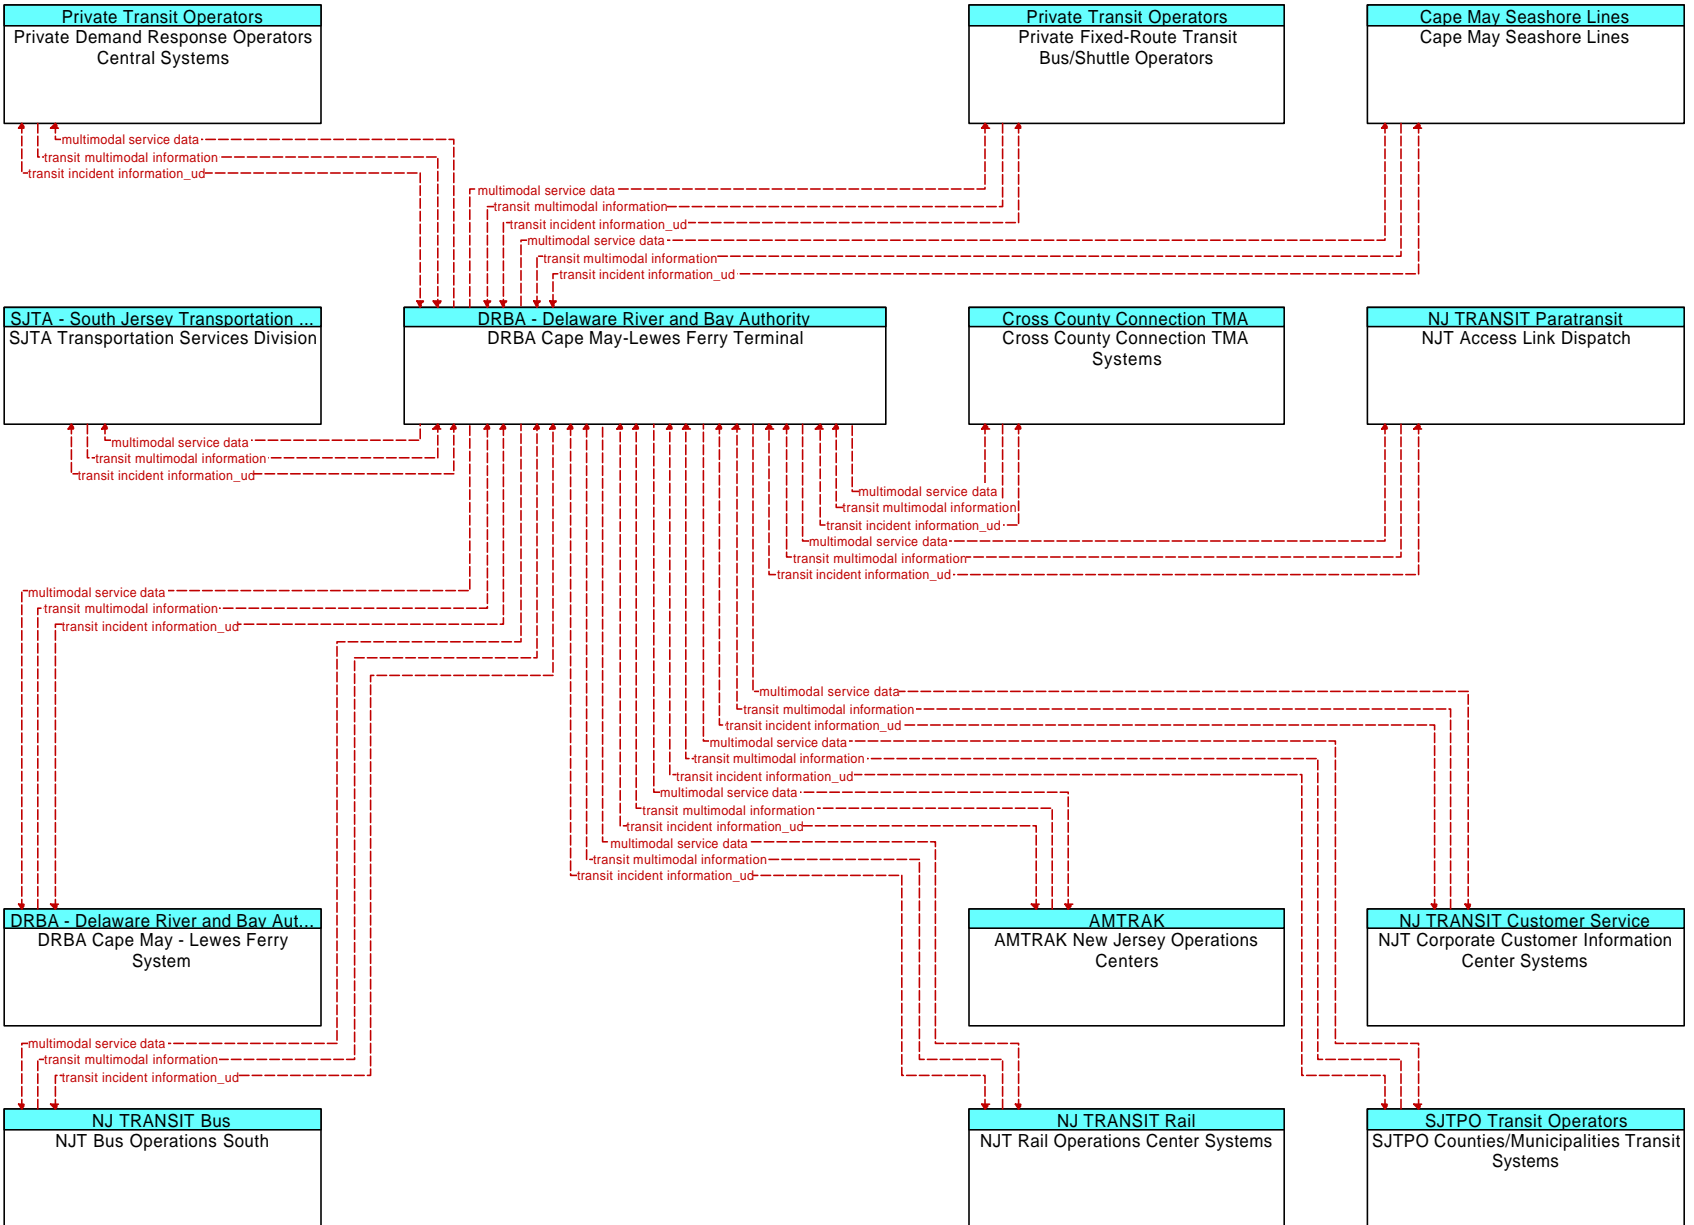 Private Transit Operators
Private Demand Response Operators
Central Systems
Private Transit Operators
Private Fixed-Route Transit
Bus/Shuttle Operators
Cape May Seashore Lines
Cape May Seashore Lines
multimodal service data
transit multimodal information
transit incident information_ud
multimodal service data
transit multimodal information
transit incident information_ud
multimodal service data
transit multimodal information
transit incident information_ud
SJTA - South Jersey Transportation ...
SJTA Transportation Services Division
DRBA - Delaware River and Bay Authority
DRBA Cape May-Lewes Ferry Terminal
Cross County Connection TMA
Cross County Connection TMA
Systems
NJ TRANSIT Paratransit
NJT Access Link Dispatch
multimodal service data
transit multimodal information
transit incident information_ud
multimodal service data
transit multimodal information
transit incident information_ud
multimodal service data
transit multimodal information
transit incident information_ud
multimodal service data
transit multimodal information
transit incident information_ud
multimodal service data
transit multimodal information
transit incident information_ud
multimodal service data
transit multimodal information
transit incident information_ud
multimodal service data
transit multimodal information
transit incident information_ud
multimodal service data
transit multimodal information
transit incident information_ud
DRBA - Delaware River and Bay Aut...
DRBA Cape May - Lewes Ferry
System
AMTRAK
AMTRAK New Jersey Operations
Centers
NJ TRANSIT Customer Service
NJT Corporate Customer Information
Center Systems
multimodal service data
transit multimodal information
transit incident information_ud
NJ TRANSIT Bus
NJT Bus Operations South
NJ TRANSIT Rail
NJT Rail Operations Center Systems
SJTPO Transit Operators
SJTPO Counties/Municipalities Transit
Systems